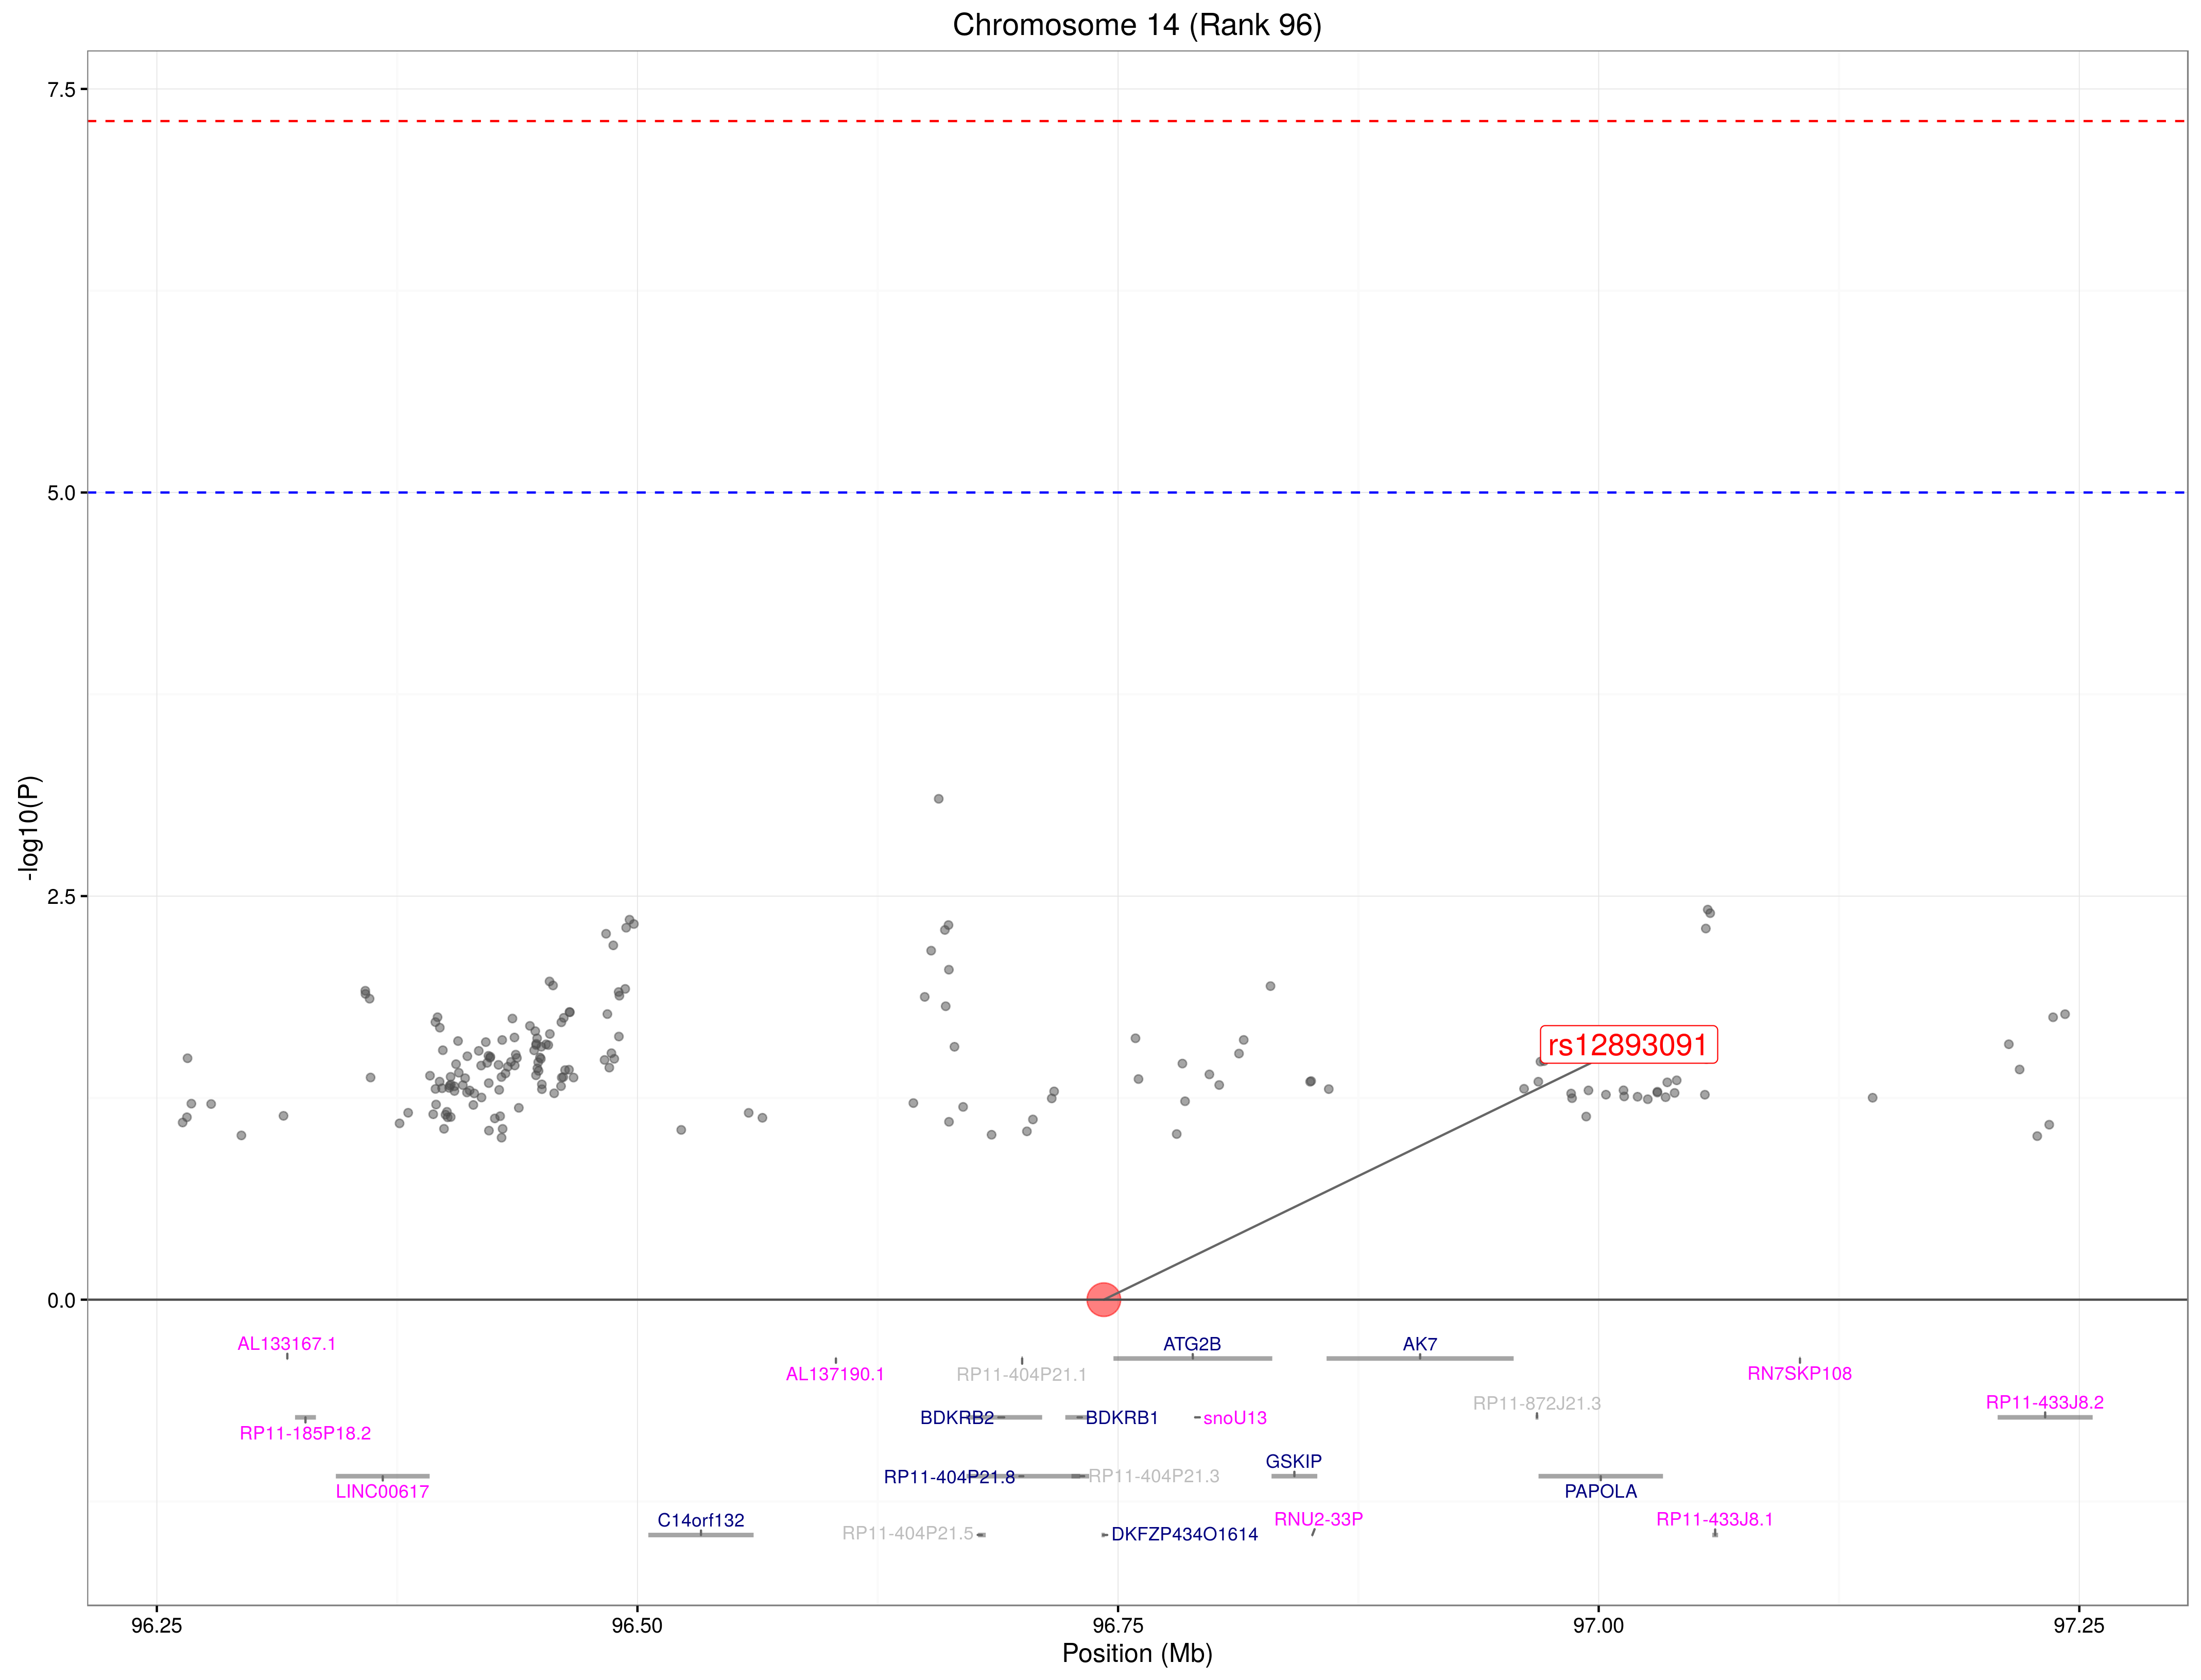 Chromosome 14 (Rank 96)
7.5
5.0
2.5
0.0
-log10(P)
rs12893091
AL133167.1
ATG2B
AK7
AL137190.1
RP11-404P21.1
RN7SKP108
RP11-872J21.3
RP11-433J8.2
BDKRB2
BDKRB1
snoU13
RP11-185P18.2
GSKIP
RP11-404P21.8
RP11-404P21.3
LINC00617
PAPOLA
C14orf132
RNU2-33P
RP11-433J8.1
RP11-404P21.5
DKFZP434O1614
96.25 96.50 96.75 97.00 97.25
Position (Mb)